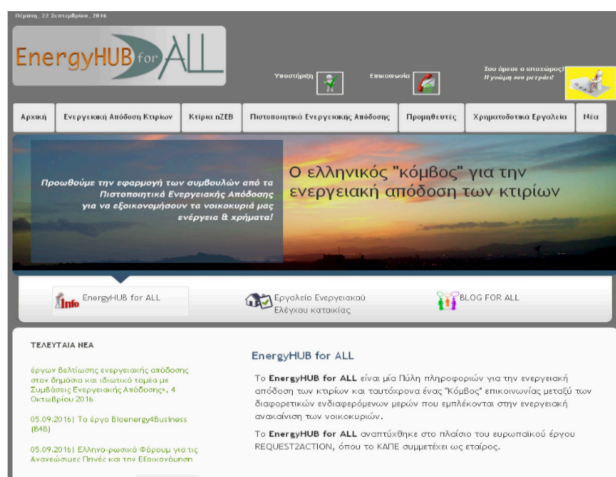 Πέμπτη, 22 Σεπτεμβρίου, 2016
EnergyHUB for ALL
Υποστήριξη
Επικοινωνία
Σου άρεσε ο ιστοχώρος?
Η γνώμη σου μετράει!
Αρχική
Ενεργειακή Απόδοση Κτιρίων
Κτίρια nZEB
Πιστοποιητικά Ενεργειακής Απόδοσης
Προμηθευτές
Χρηματοδοτικά Εργαλεία
Νέα
Προωθούμε την εφαρμογή των συμβουλών από τα
Πιστοποιητικά Ενεργειακής Απόδοσης
για να εξοικονομήσουν τα νοικοκυριά μας
ενέργεια & χρήματα!
Ο ελληνικός "κόμβος" για την
ενεργειακή απόδοση των κτιρίων
Info
EnergyHUB for ALL
Εργαλείο Ενεργειακού
Ελέγχου κατοικίας
BLOG FOR ALL
ΤΕΛΕΥΤΑΙΑ ΝΕΑ
έργων βελτίωσης ενεργειακής απόδοσης
στον δημόσιο και ιδιωτικό τομέα με
Συμβάσεις Ενεργειακής Απόδοσης», 4
Οκτωβρίου 2016
05.09.2016| Το έργο Bioenergy4Business
(B4B)
05.09.2016| Ελληνο-ρωσικό Φόρουμ για τις
Ανανεώσιμες Πηγές και την Εξοικονόμηση
EnergyHUB for ALL
Το EnergyHUB for ALL είναι μία Πύλη πληροφοριών για την ενεργειακή
απόδοση των κτιρίων και ταυτόχρονα ένας "Κόμβος" επικοινωνίας μεταξύ των
διαφορετικών ενδιαφερόμενων μερών που εμπλέκονται στην ενεργειακή
ανακαίνιση των νοικοκυριών.
Το EnergyHUB for ALL αναπτύχθηκε στο πλαίσιο του ευρωπαϊκού έργου
REQUEST2ACTION, όπου το ΚΑΠΕ συμμετέχει ως εταίρος.